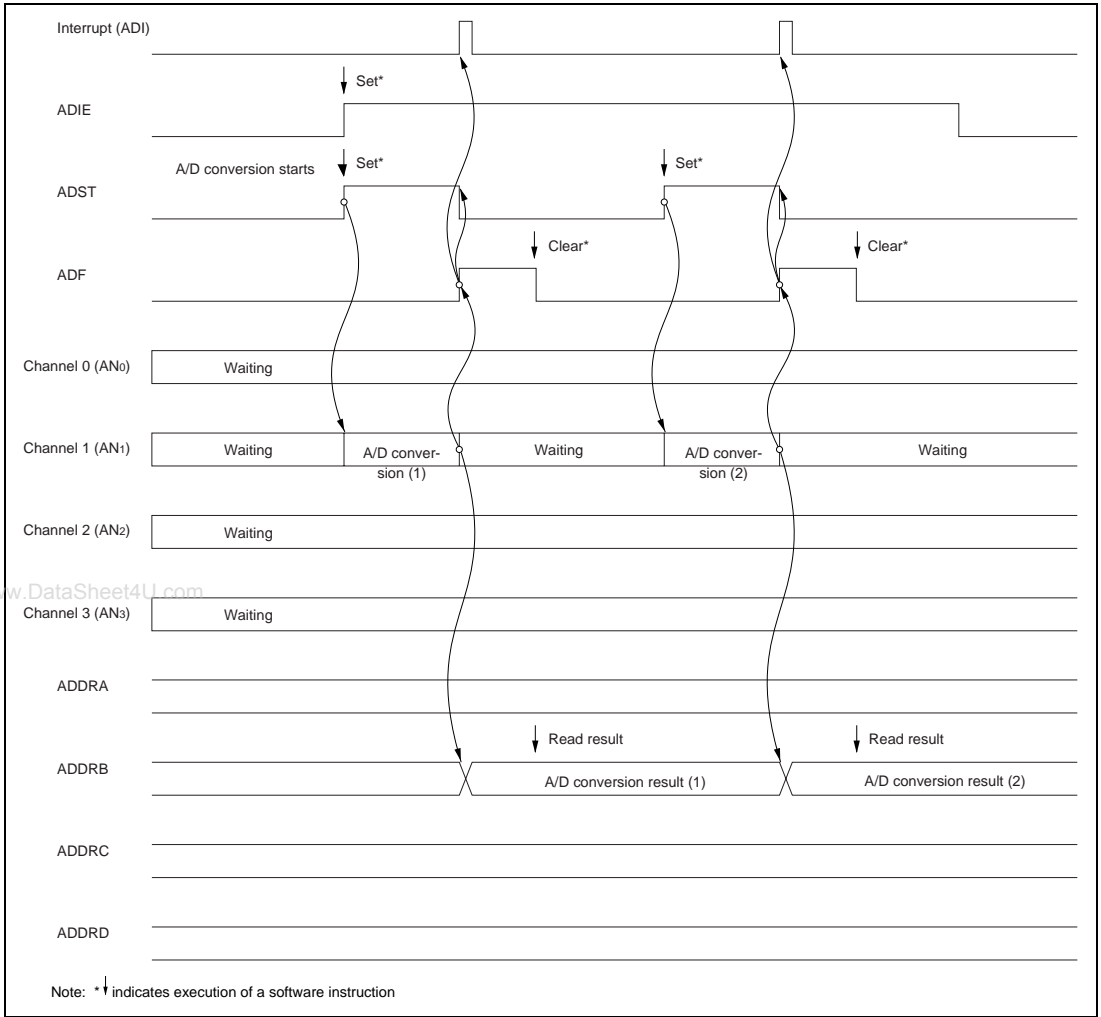 Interrupt (ADI)
Set*
ADIE
A/D conversion starts
Set*
Set*
ADST
Clear*
Clear*
ADF
Channel 0 (AN0)
Waiting
Channel 1 (AN1)
Waiting
A/D conver-
sion (1)
Waiting
A/D conver-
sion (2)
Waiting
Channel 2 (AN2)
Waiting
w.DataSheet4U.com
Channel 3 (AN3)
Waiting
ADDRA
Read result
Read result
ADDRB
A/D conversion result (1)
A/D conversion result (2)
ADDRC
ADDRD
Note: *↓ indicates execution of a software instruction